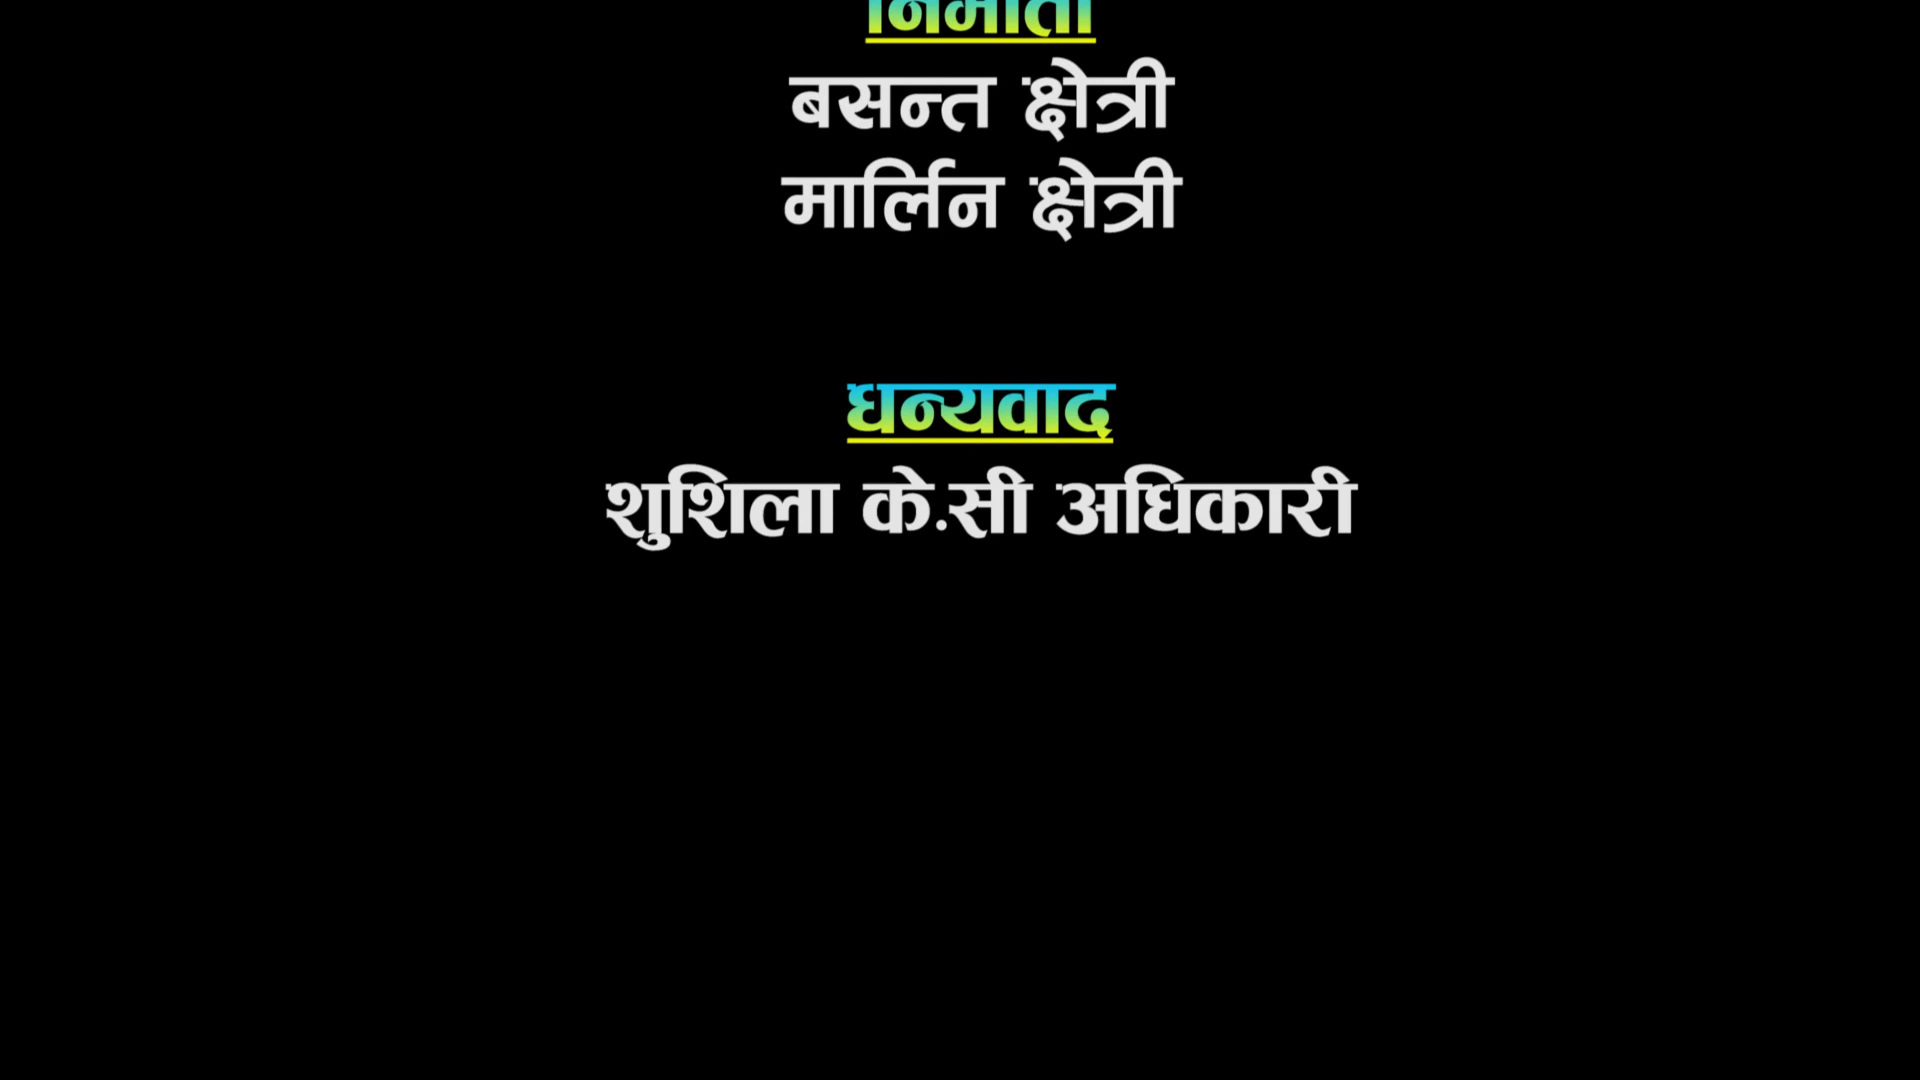 निर्माता
बसन्त क्षेत्री
मार्लिन क्षेत्री
धन्यवाद
शुशिला के.सी अधिकारी